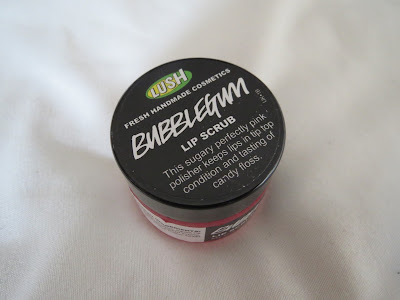 LUSH
FRESH HANDMADE COSMETICS
BUBBLEGUM
LIP SCRUB
This sugary perfectly pink
polisher keeps lips in tip top
condition and tasting of
candy floss.